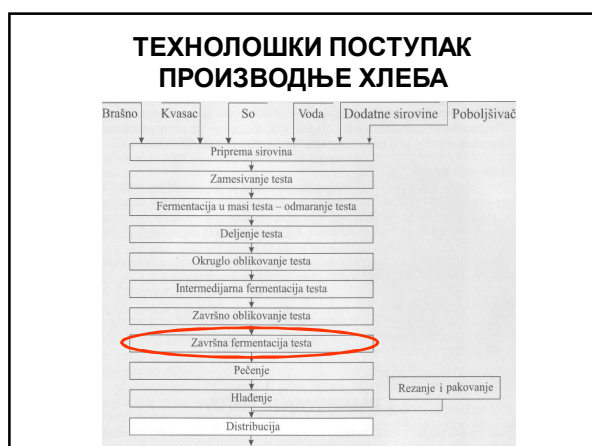 ТЕХНОЛОШКИ ПОСТУПАК
ПРОИЗВОДЊЕ ХЛЕБА
Brašno Kvasac So Voda Dodatne sirovine Poboljšivač
Priprema sirovina
Zamesivanje testa
Fermentacija u masi testa – odmaranje testa
Deljenje testa
Okruglo oblikovanje testa
Intermedijarna fermentacija testa
Završno oblikovanje testa
Završna fermentacija testa
Pečenje
Rezanje i pakovanje
Hlađenje
Distribucija